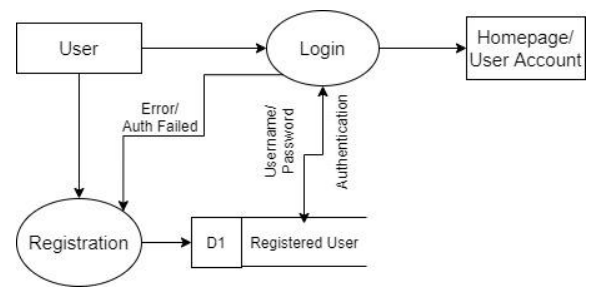 User
Login
Homepage/
User Account
Error/
Auth Failed
Username/
Password
Authentication
Registration
D1
Registered User